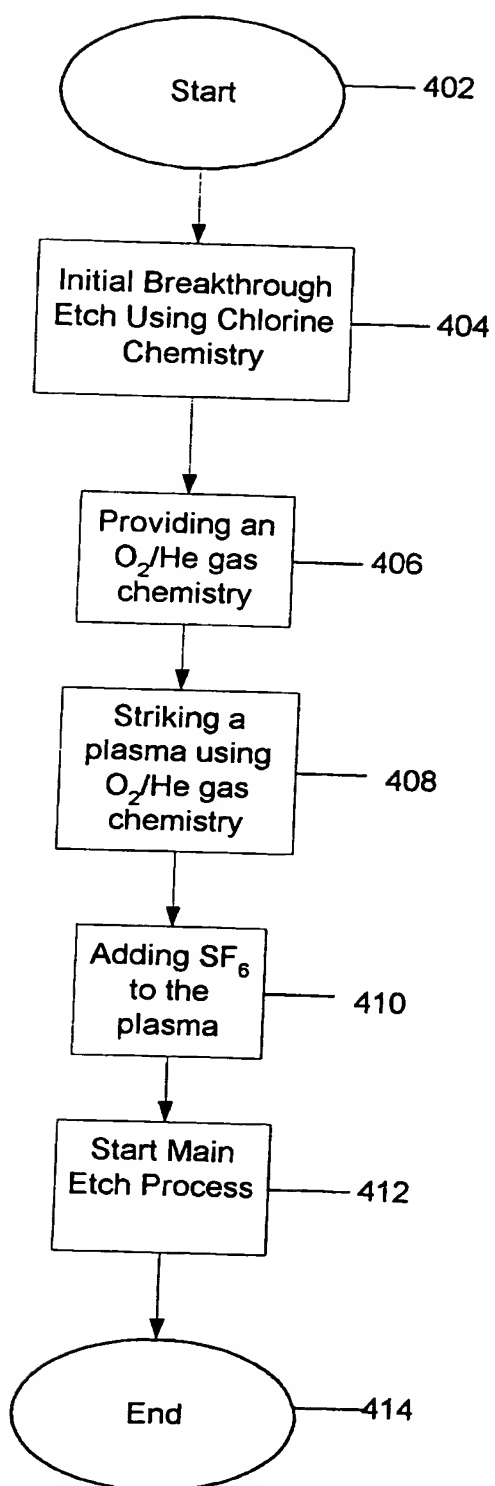 Start
402
Initial Breakthrough
Etch Using Chlorine
Chemistry
404
Providing an
O₂/He gas
chemistry
406
Striking a
plasma using
O₂/He gas
chemistry
408
Adding SF₆
to the
plasma
410
Start Main
Etch Process
412
End
414